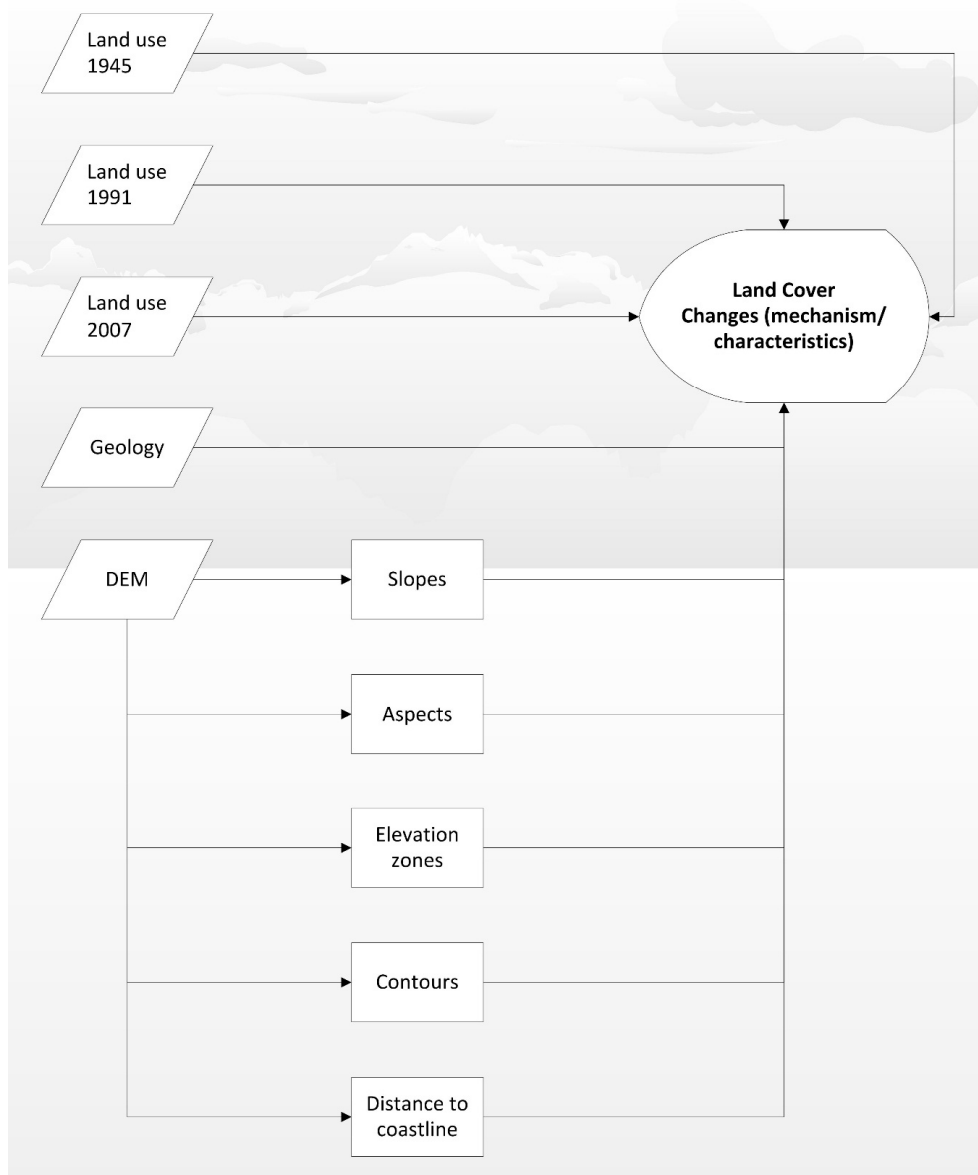 Land use
1945
Land use
1991
Land use
2007
Land Cover
Changes (mechanism/
characteristics)
Geology
DEM
Slopes
Aspects
Elevation
zones
Contours
Distance to
coastline